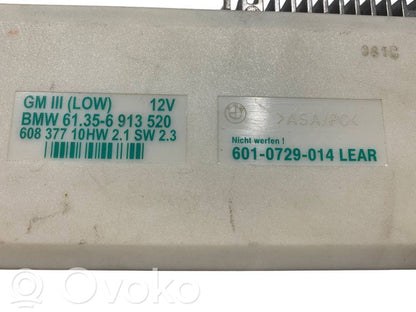 GM III (LOW) 12V
BMW 61.35-6 913 520
608 377 10HW 2.1 SW 2.3
>ASA/PC<
Nicht werfen !
601-0729-014 LEAR
OVOKO